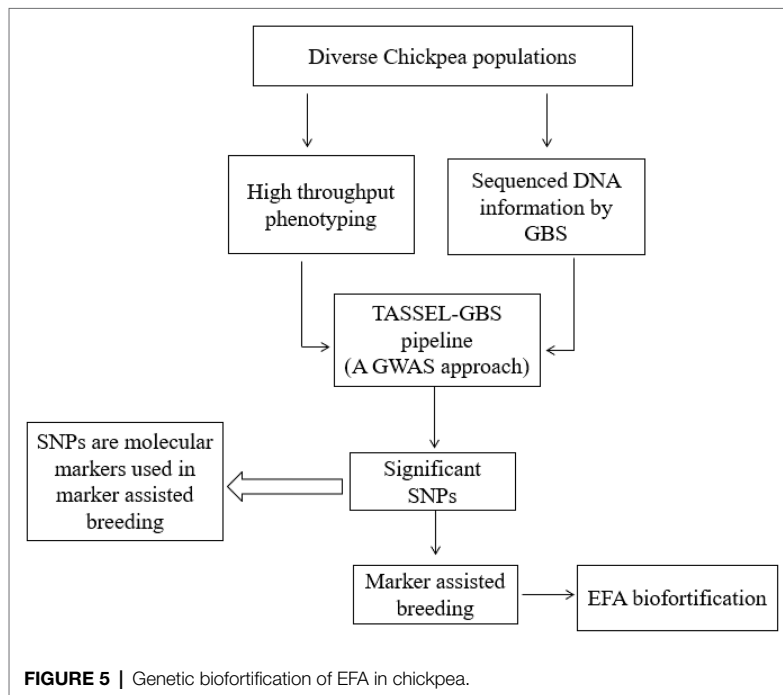 Diverse Chickpea populations
High throughput
phenotyping
Sequenced DNA
information by
GBS
TASSEL-GBS
pipeline
(A GWAS approach)
SNPs are molecular
markers used in
marker assisted
breeding
Significant
SNPs
Marker assisted
breeding
EFA biofortification
FIGURE 5 | Genetic biofortification of EFA in chickpea.